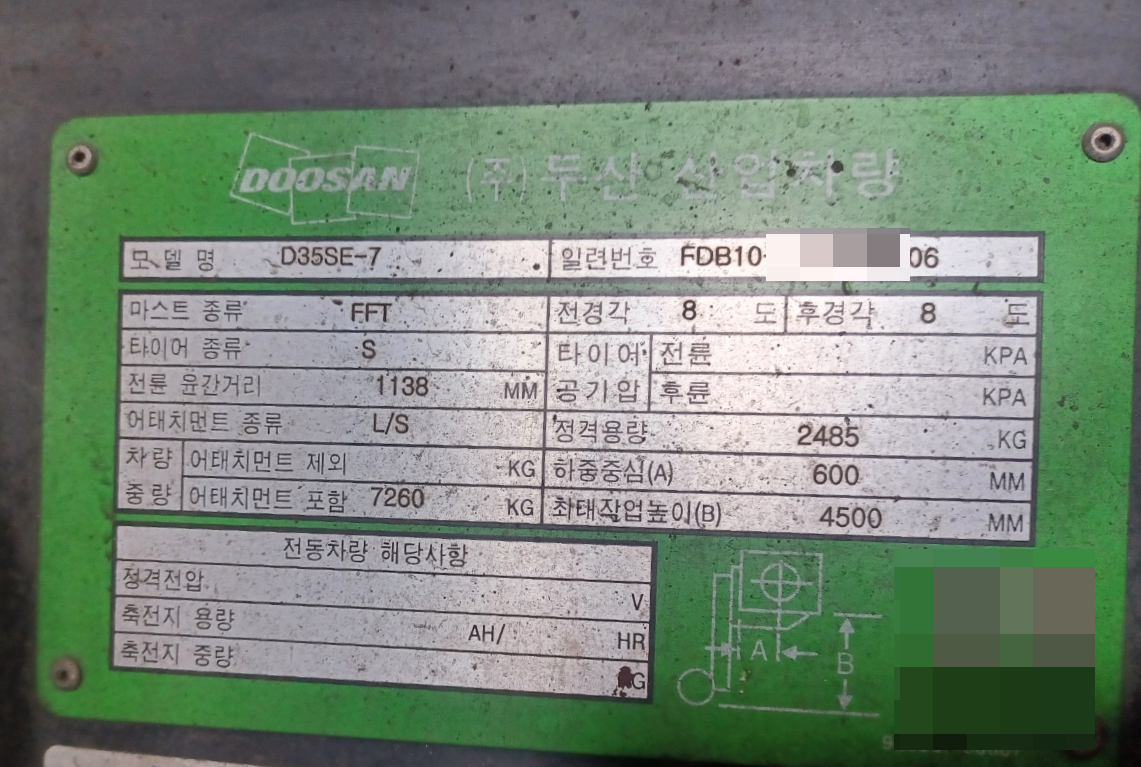 DOOSAN (주)두산 산업차량
모델명 D35SE-7 일련번호 FDB10- 06
마스트 종류 FFT 전경각 8 도 후경각 8 도
타이어 종류 S 타이어 전륜 KPA
전륜 윤간거리 1138 MM 공기압 후륜 KPA
어태치먼트 종류 L/S 정격용량 2485 KG
차량 어태치먼트 제외 KG 하중중심(A) 600 MM
중량 어태치먼트 포함 7260 KG 최대작업높이(B) 4500 MM
전동차량 해당사항
정격전압 V
축전지 용량 AH/ HR
축전지 중량 KG
A
B